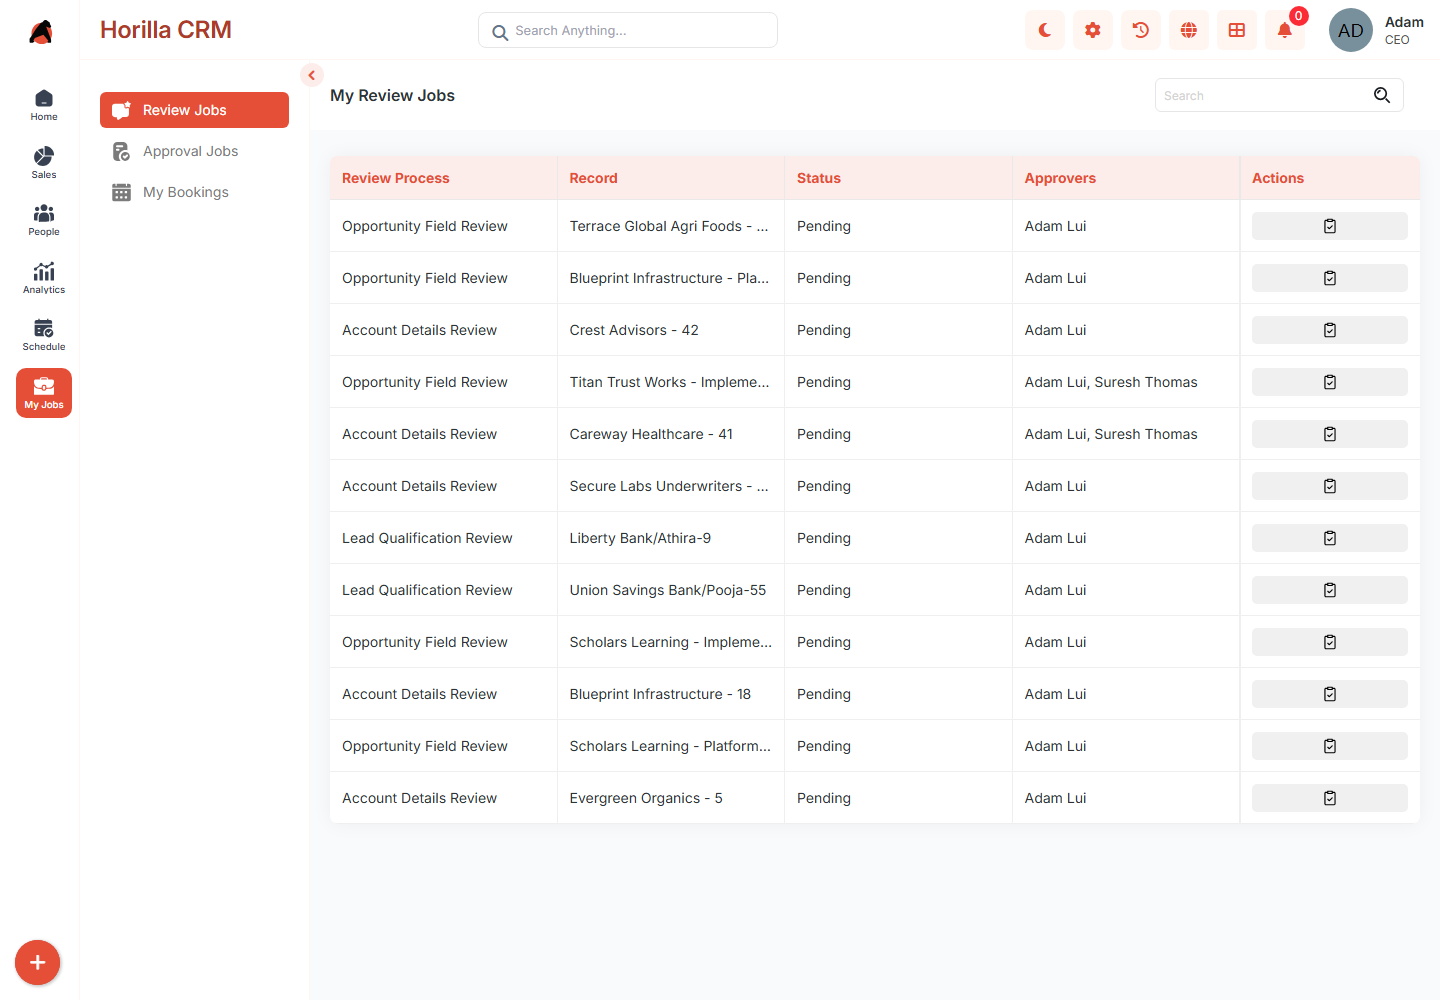 Horilla CRM
Search Anything...
0
AD
Adam
CEO
Home
Sales
People
Analytics
Schedule
My Jobs
Review Jobs
Approval Jobs
My Bookings
My Review Jobs
Search
Review Process Record Status Approvers Actions
Opportunity Field Review Terrace Global Agri Foods - ... Pending Adam Lui
Opportunity Field Review Blueprint Infrastructure - Pla... Pending Adam Lui
Account Details Review Crest Advisors - 42 Pending Adam Lui
Opportunity Field Review Titan Trust Works - Impleme... Pending Adam Lui, Suresh Thomas
Account Details Review Careway Healthcare - 41 Pending Adam Lui, Suresh Thomas
Account Details Review Secure Labs Underwriters - ... Pending Adam Lui
Lead Qualification Review Liberty Bank/Athira-9 Pending Adam Lui
Lead Qualification Review Union Savings Bank/Pooja-55 Pending Adam Lui
Opportunity Field Review Scholars Learning - Impleme... Pending Adam Lui
Account Details Review Blueprint Infrastructure - 18 Pending Adam Lui
Opportunity Field Review Scholars Learning - Platform... Pending Adam Lui
Account Details Review Evergreen Organics - 5 Pending Adam Lui